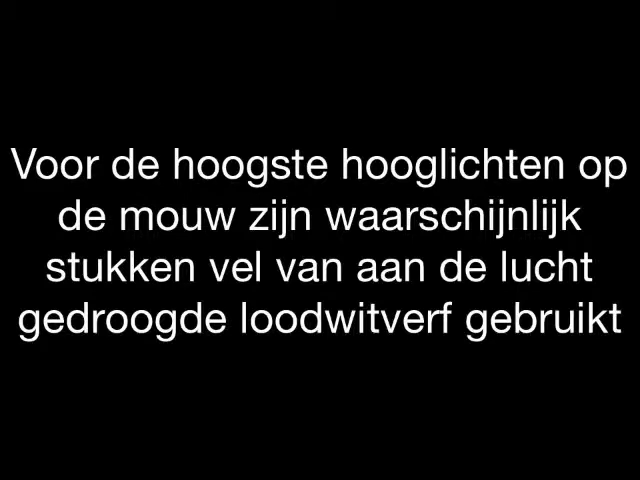 Voor de hoogste hooglichten op
de mouw zijn waarschijnlijk
stukken vel van aan de lucht
gedroogde loodwitverf gebruikt